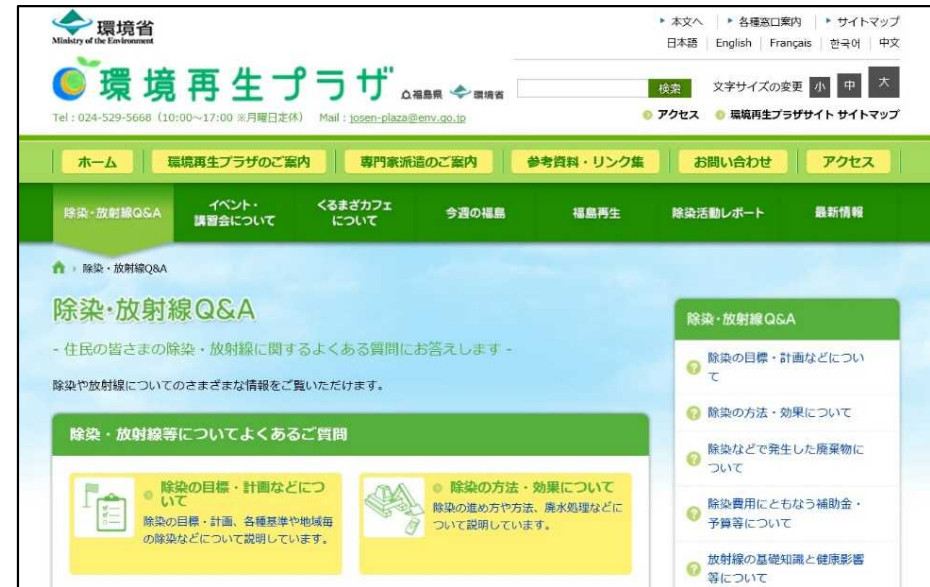 環境省
Ministry of the Environment
本文へ 各種窓口案内 サイトマップ
日本語 English Français 한국어 中文
環境再生プラザ 福島県 環境省
検索 文字サイズの変更 小 中 大
Tel : 024-529-5668（10:00～17:00 ※月曜日定休） Mail : josen-plaza@env.go.jp
アクセス 環境再生プラザサイト サイトマップ
ホーム 環境再生プラザのご案内 専門家派遣のご案内 参考資料・リンク集 お問い合わせ アクセス
除染・放射線Q&A
イベント・
講習会について
くるまざカフェ
について
今週の福島
福島再生
除染活動レポート
最新情報
除染・放射線Q&A
除染・放射線Q&A
- 住民の皆さまの除染・放射線に関するよくある質問にお答えします -
除染や放射線についてのさまざまな情報をご覧いただけます。
除染・放射線等についてよくあるご質問
除染の目標・計画などにつ
いて
除染の目標・計画、各種基準や地域毎
の除染などについて説明しています。
除染の方法・効果について
除染の進め方や方法、廃水処理などに
ついて説明しています。
除染・放射線Q&A
除染の目標・計画などについ
て
除染の方法・効果について
除染などで発生した廃棄物に
ついて
除染費用にともなう補助金・
予算等について
放射線の基礎知識と健康影響
等について